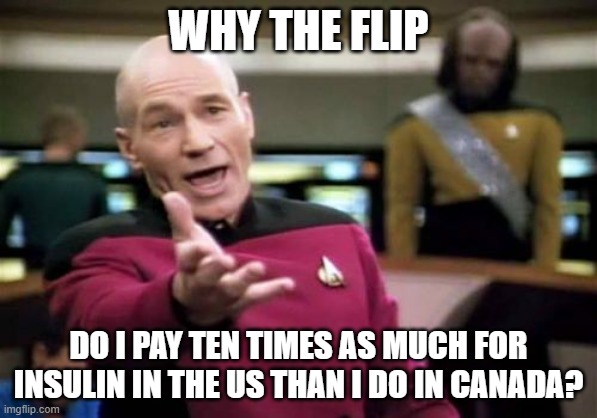 WHY THE FLIP
DO I PAY TEN TIMES AS MUCH FOR
INSULIN IN THE US THAN I DO IN CANADA?
imgflip.com